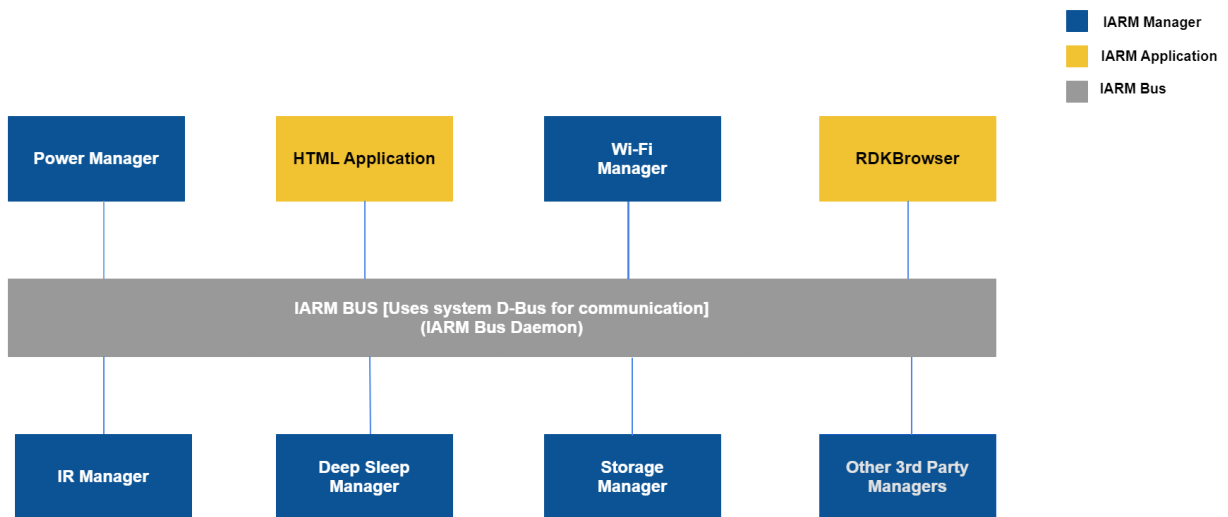 IARM Manager
IARM Application
IARM Bus
Power Manager
HTML Application
Wi-Fi
Manager
RDKBrowser
IARM BUS [Uses system D-Bus for communication]
(IARM Bus Daemon)
IR Manager
Deep Sleep
Manager
Storage
Manager
Other 3rd Party
Managers